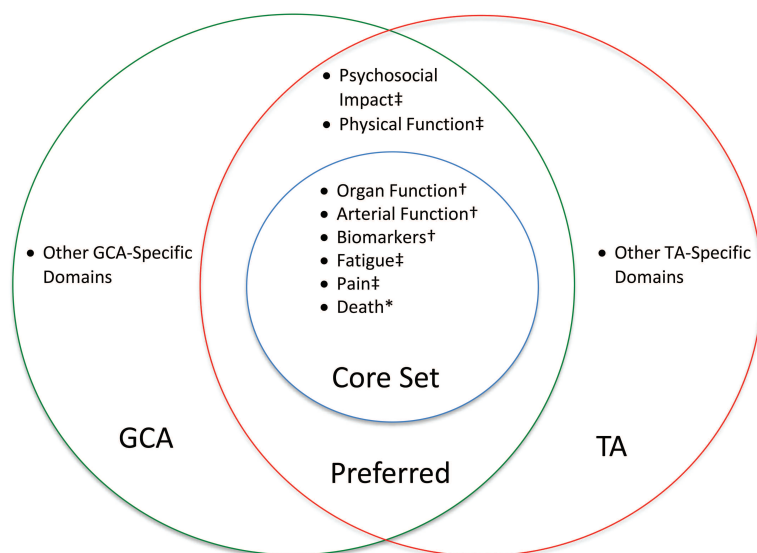 • Psychosocial
Impact‡
• Physical Function‡
• Organ Function†
• Arterial Function†
• Biomarkers†
• Fatigue‡
• Pain‡
• Death*
• Other GCA-Specific
Domains
• Other TA-Specific
Domains
Core Set
GCA
TA
Preferred